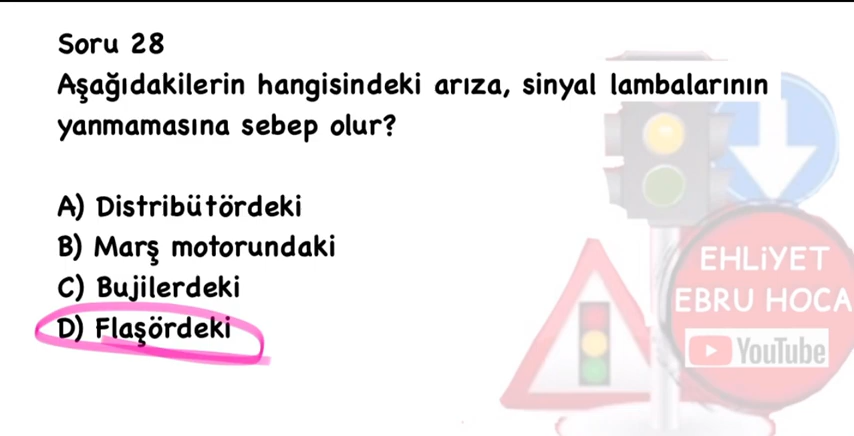 Soru 28
Aşağıdakilerin hangisindeki arıza, sinyal lambalarının
yanmamasına sebep olur?
A) Distribütördeki
B) Marş motorundaki
C) Bujilerdeki
D) Flaşördeki
EHLİYET
EBRU HOCA
YouTube